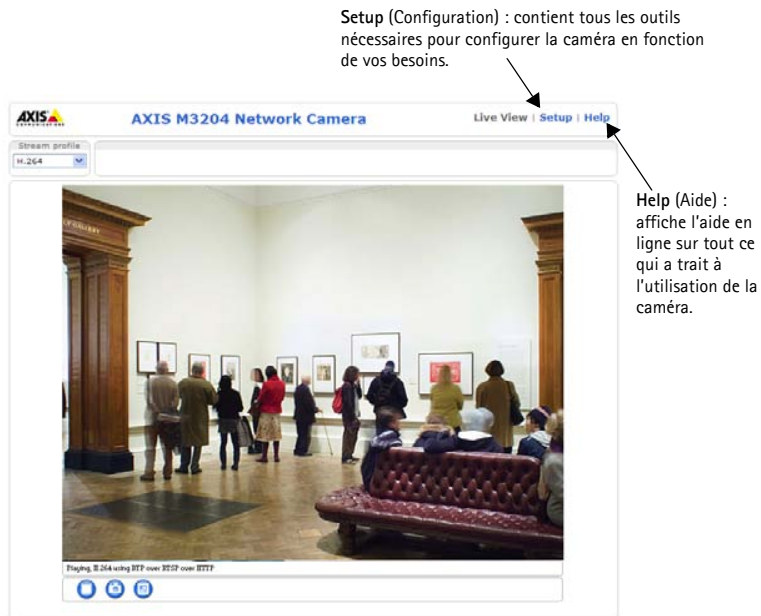 Setup (Configuration) : contient tous les outils
nécessaires pour configurer la caméra en fonction
de vos besoins.
AXIS
COMMUNICATIONS
AXIS M3204 Network Camera
Live View | Setup | Help
Stream profile
H.264
Help (Aide) :
affiche l'aide en
ligne sur tout ce
qui a trait à
l'utilisation de la
caméra.
Playing, H.264 using RTP over RTSP over HTTP